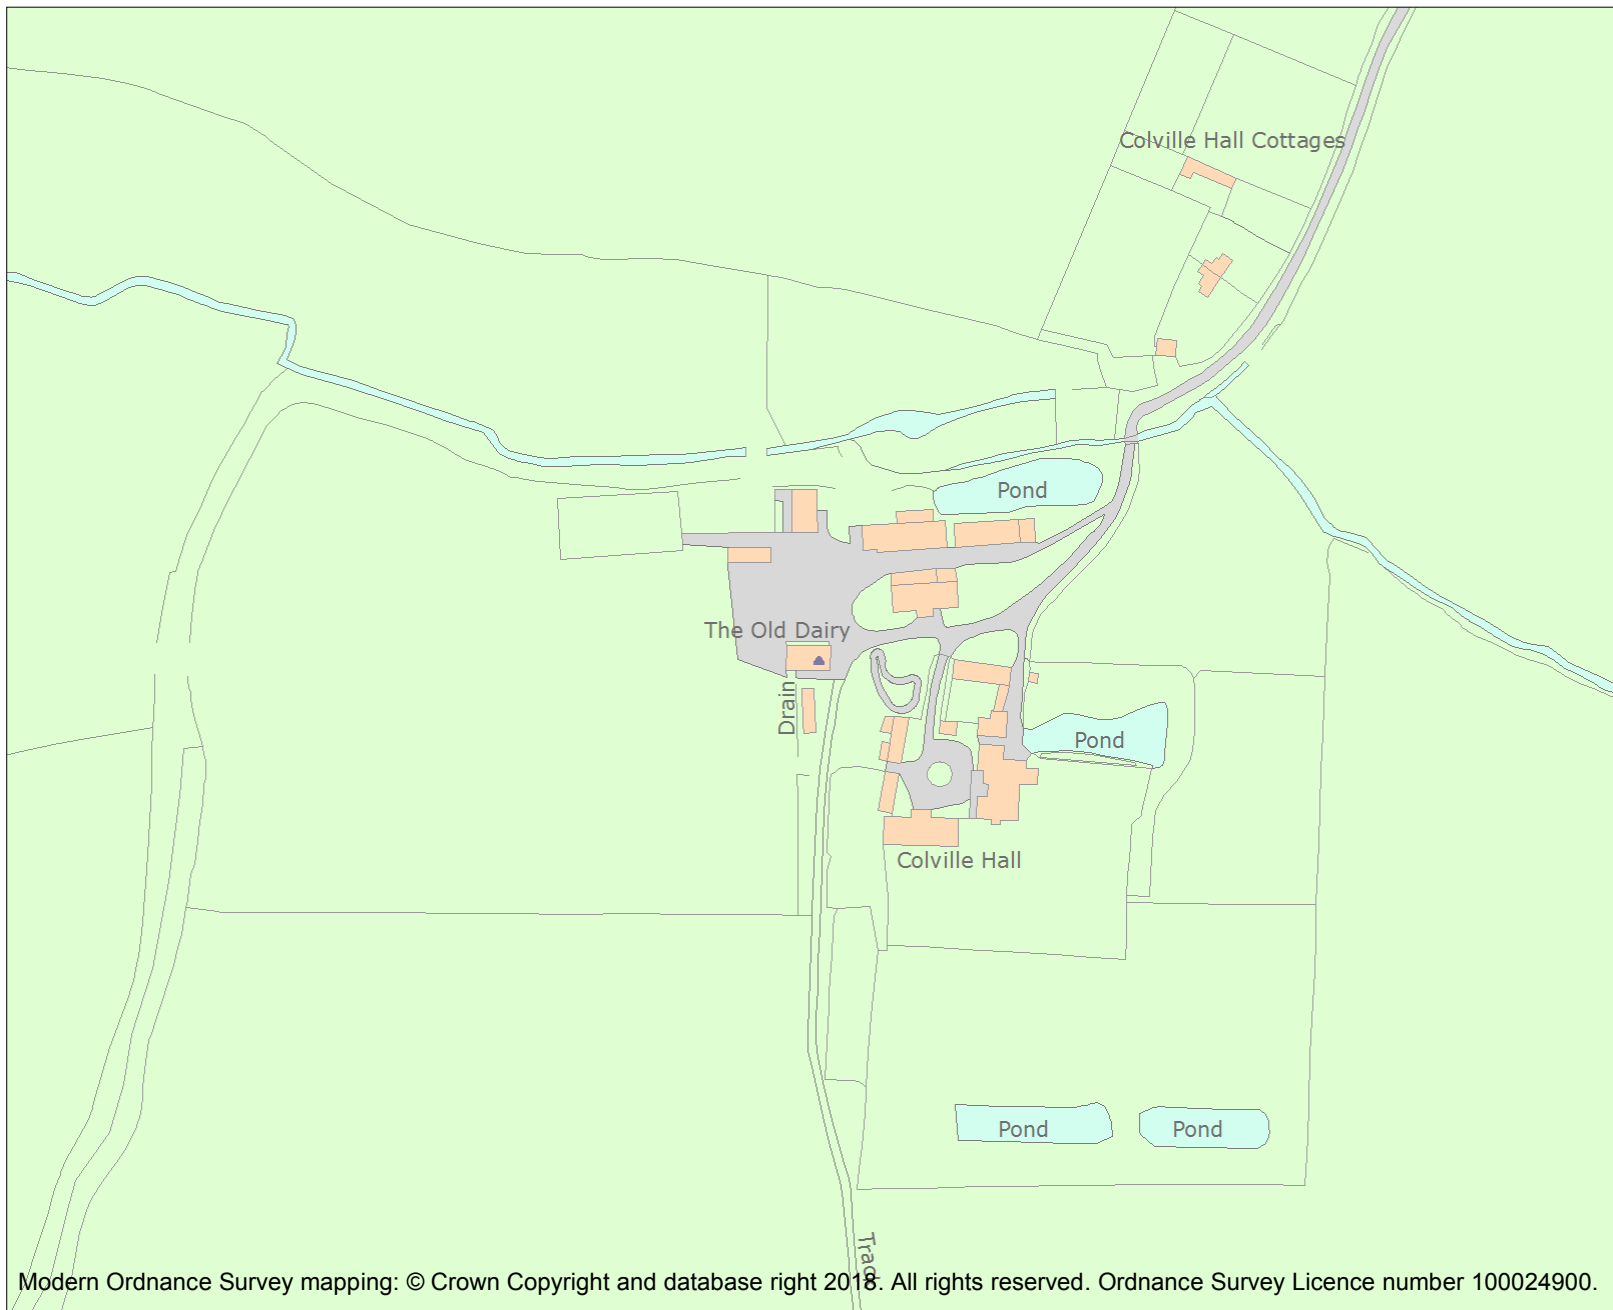 Colville Hall Cottages
Pond
The Old Dairy
Drain
Pond
Colville Hall
Pond
Pond
Track
Modern Ordnance Survey mapping: © Crown Copyright and database right 2018. All rights reserved. Ordnance Survey Licence number 100024900.